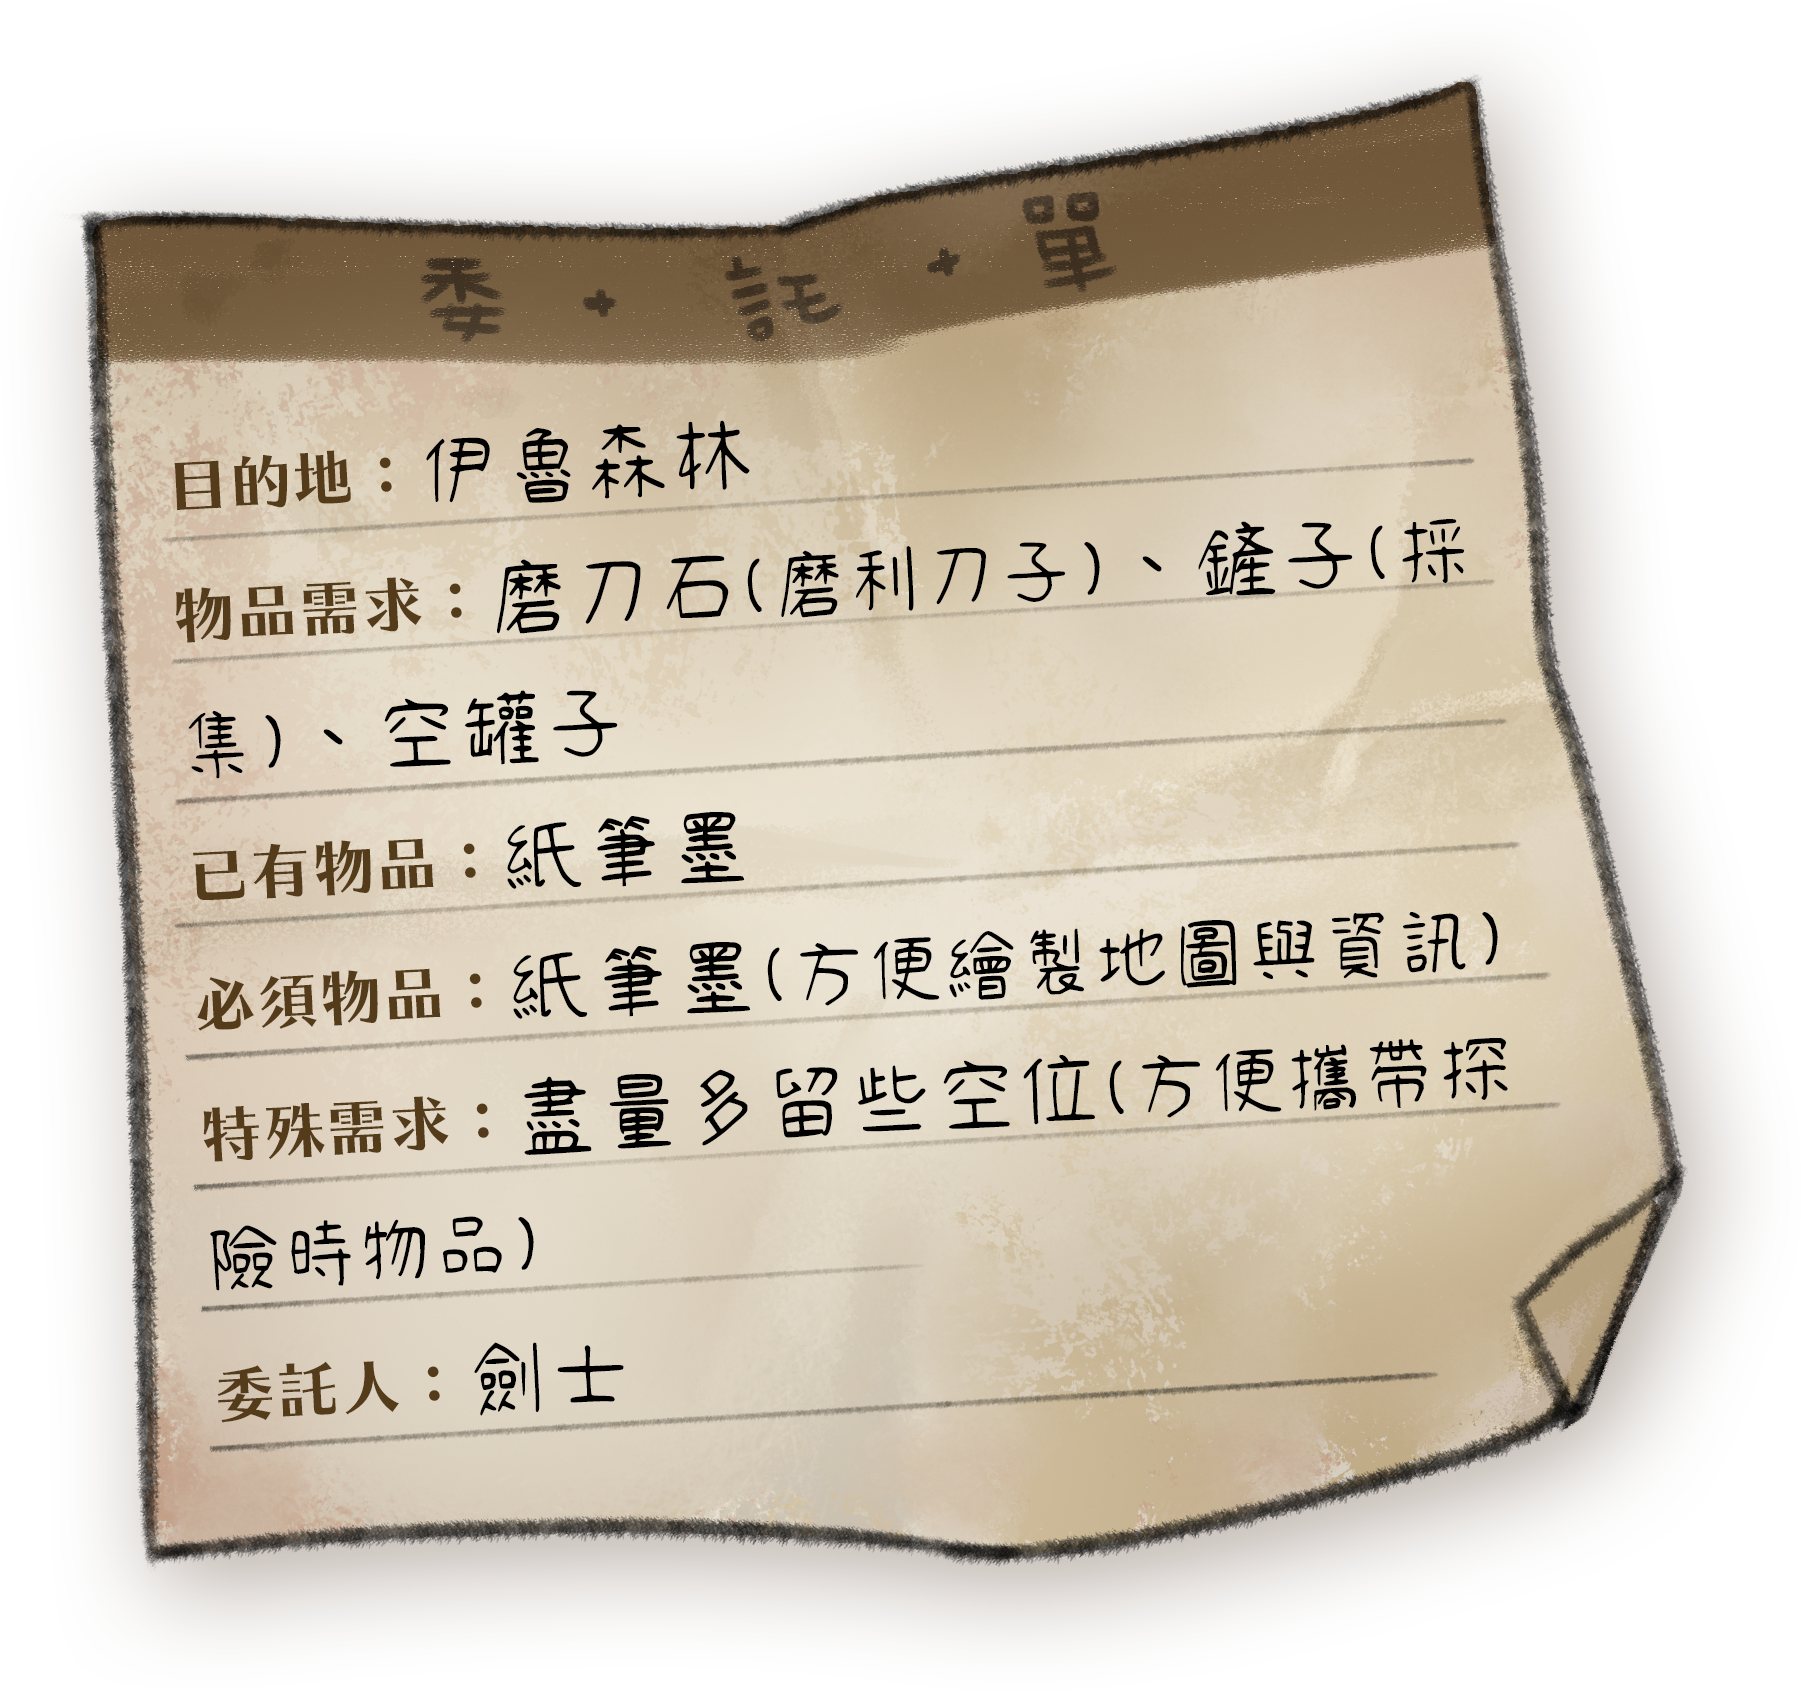 委・託・單
目的地：伊魯森林
物品需求：磨刀石(磨利刀子)、鏟子(採
集)、空罐子
已有物品：紙筆墨
必須物品：紙筆墨(方便繪製地圖與資訊)
特殊需求：盡量多留些空位(方便攜帶探
險時物品)
委託人：劍士